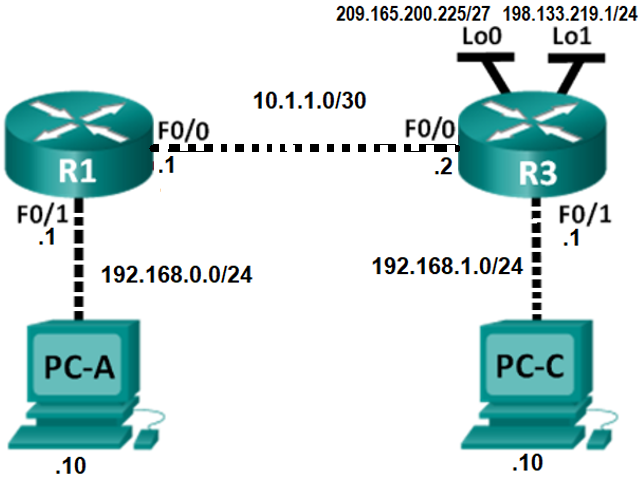 209.165.200.225/27 198.133.219.1/24
Lo0 Lo1
10.1.1.0/30
F0/0 F0/0
R1 .1 .2 R3
F0/1 F0/1
.1 .1
192.168.0.0/24 192.168.1.0/24
PC-A PC-C
.10 .10